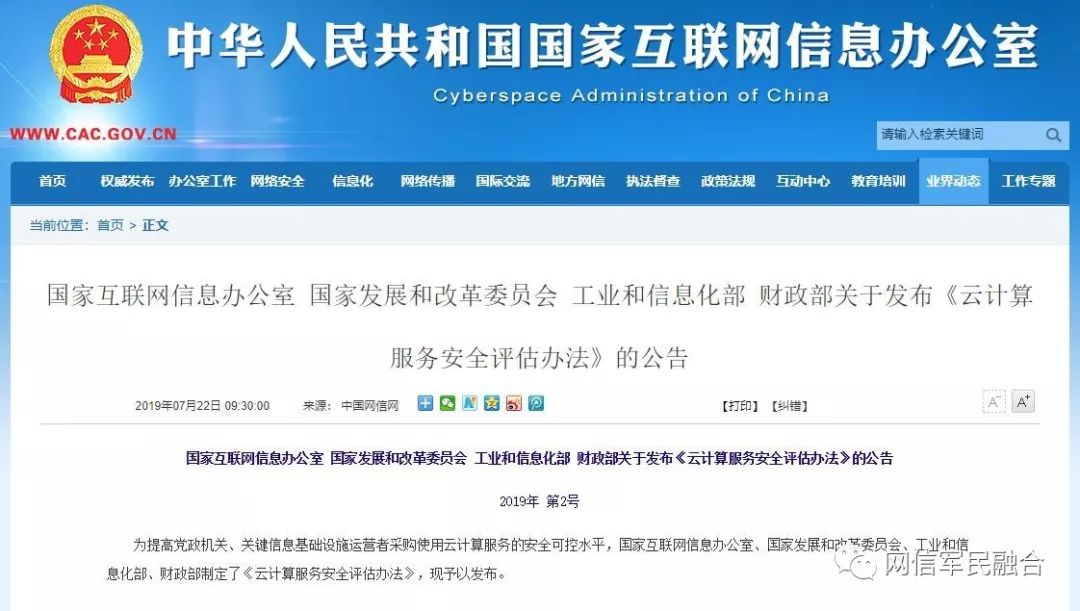 中华人民共和国国家互联网信息办公室
Cyberspace Administration of China
WWW.CAC.GOV.CN
请输入检索关键词
首页 权威发布 办公室工作 网络安全 信息化 网络传播 国际交流 地方网信 执法督查 政策法规 互动中心 教育培训 业界动态 工作专题
当前位置: 首页 > 正文
国家互联网信息办公室 国家发展和改革委员会 工业和信息化部 财政部关于发布《云计算
服务安全评估办法》的公告
2019年07月22日 09:30:00 来源: 中国网信网 【打印】【纠错】 A- A+
国家互联网信息办公室 国家发展和改革委员会 工业和信息化部 财政部关于发布《云计算服务安全评估办法》的公告
2019年 第2号
为提高党政机关、关键信息基础设施运营者采购使用云计算服务的安全可控水平，国家互联网信息办公室、国家发展和改革委员会、工业和信
息化部、财政部制定了《云计算服务安全评估办法》，现予以发布。
网信军民融合